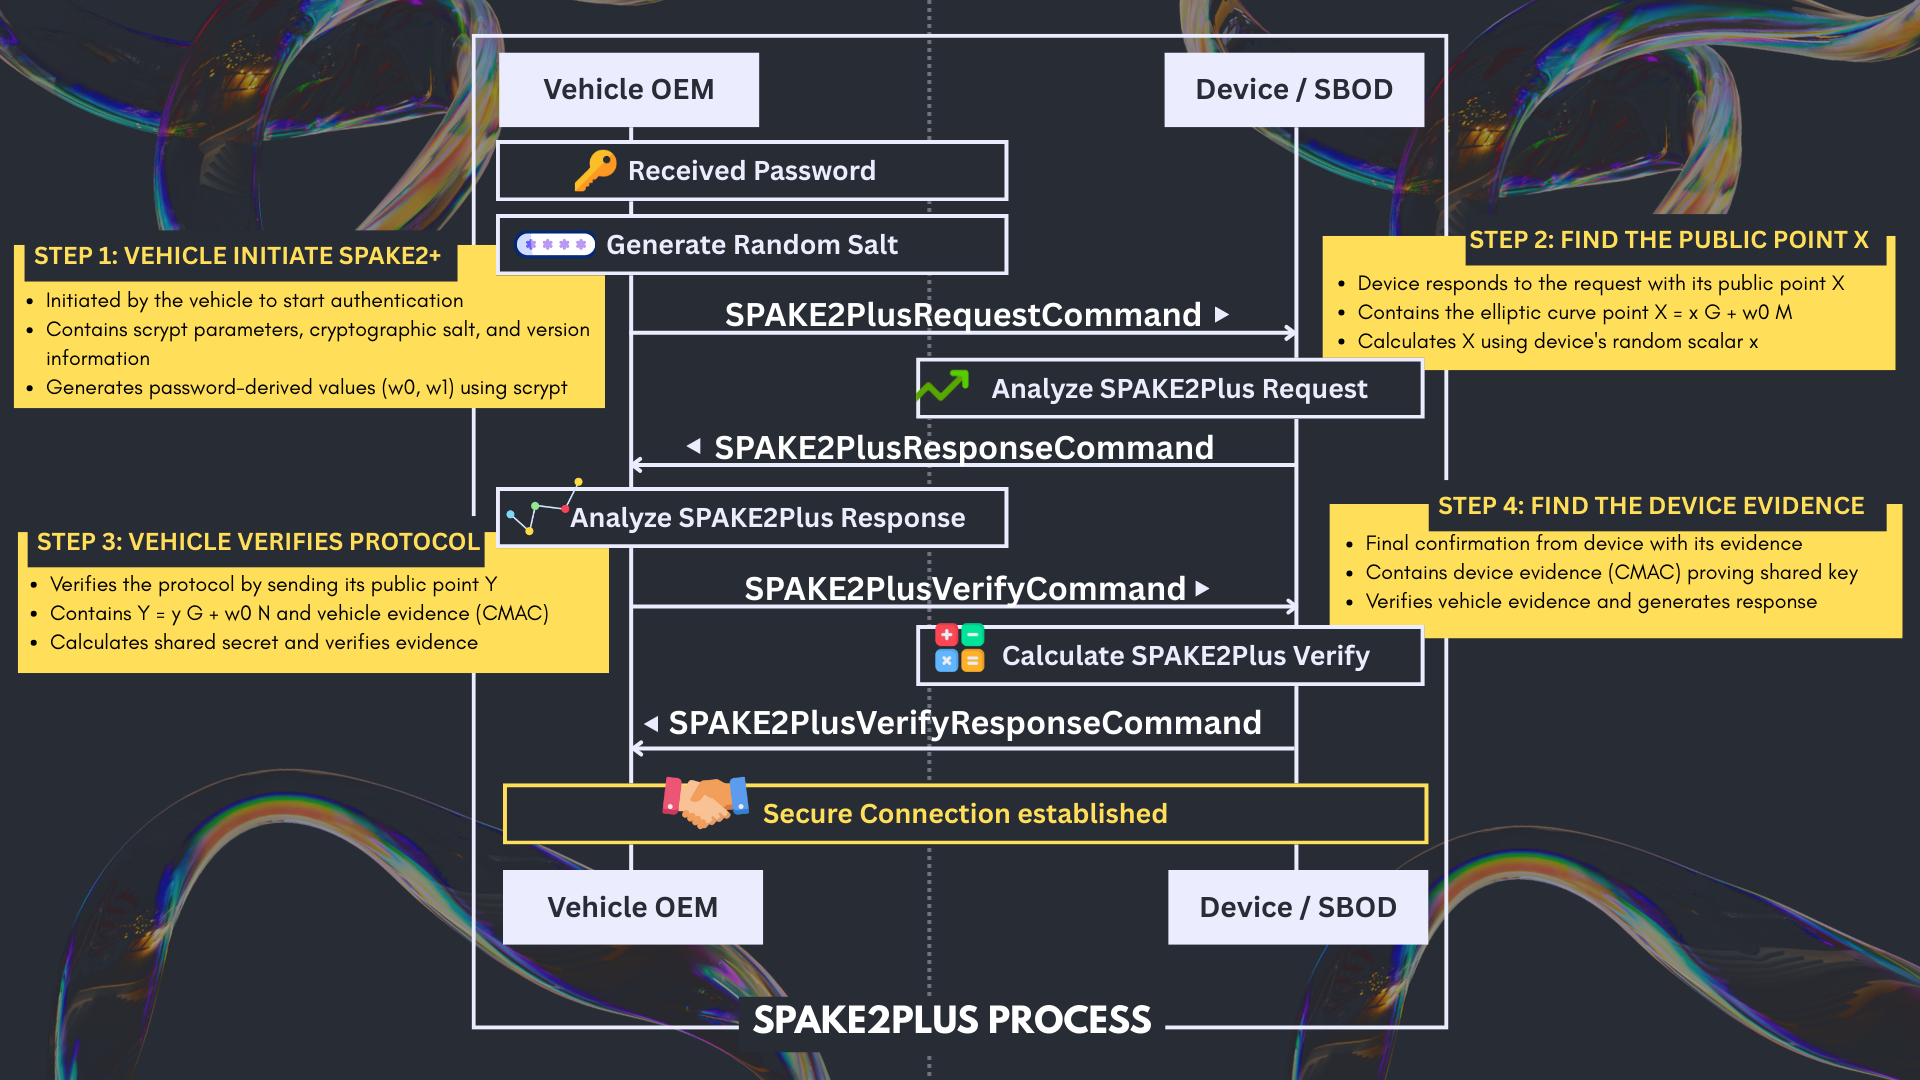 Vehicle OEM
Device / SBOD
Received Password
Generate Random Salt
STEP 1: VEHICLE INITIATE SPAKE2+
• Initiated by the vehicle to start authentication
• Contains scrypt parameters, cryptographic salt, and version
information
• Generates password-derived values (w0, w1) using scrypt
STEP 2: FIND THE PUBLIC POINT X
• Device responds to the request with its public point X
• Contains the elliptic curve point X = x G + w0 M
• Calculates X using device's random scalar x
SPAKE2PlusRequestCommand ▶
Analyze SPAKE2Plus Request
◀ SPAKE2PlusResponseCommand
Analyze SPAKE2Plus Response
STEP 3: VEHICLE VERIFIES PROTOCOL
• Verifies the protocol by sending its public point Y
• Contains Y = y G + w0 N and vehicle evidence (CMAC)
• Calculates shared secret and verifies evidence
STEP 4: FIND THE DEVICE EVIDENCE
• Final confirmation from device with its evidence
• Contains device evidence (CMAC) proving shared key
• Verifies vehicle evidence and generates response
SPAKE2PlusVerifyCommand ▶
Calculate SPAKE2Plus Verify
◀ SPAKE2PlusVerifyResponseCommand
Secure Connection established
Vehicle OEM
Device / SBOD
SPAKE2PLUS PROCESS